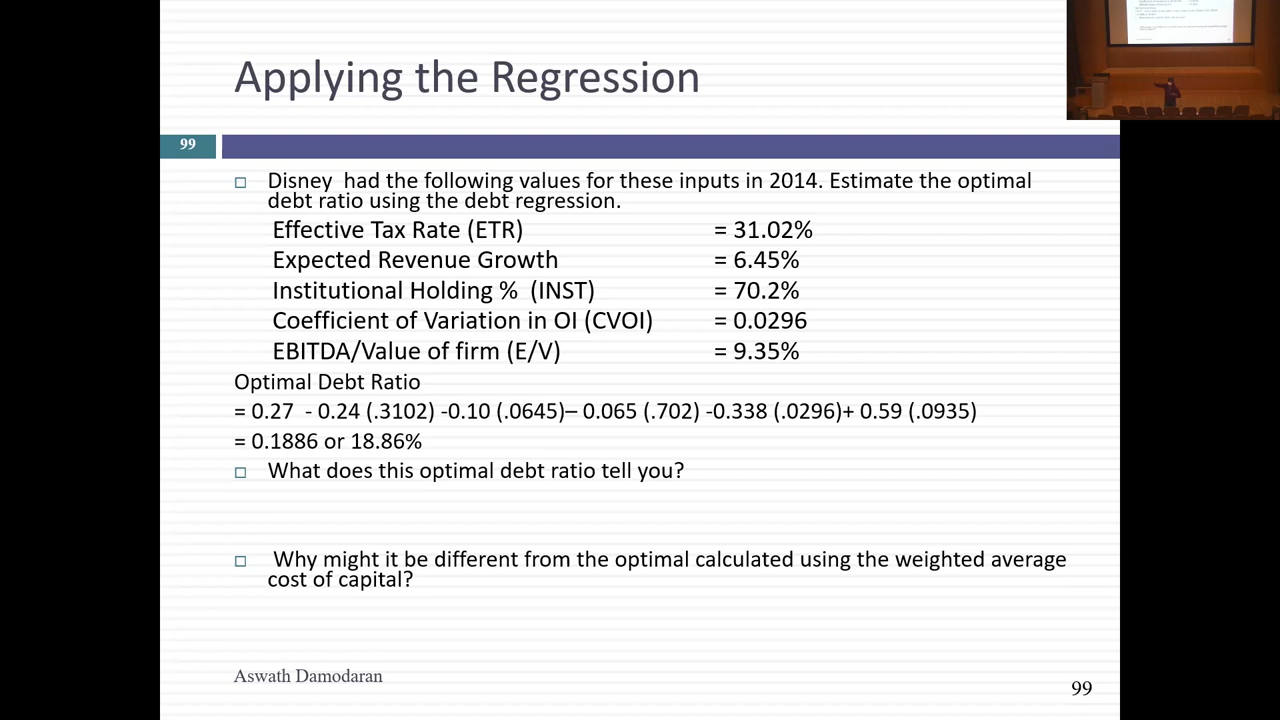 Applying the Regression
99
Disney had the following values for these inputs in 2014. Estimate the optimal
debt ratio using the debt regression.
Effective Tax Rate (ETR) = 31.02%
Expected Revenue Growth = 6.45%
Institutional Holding % (INST) = 70.2%
Coefficient of Variation in OI (CVOI) = 0.0296
EBITDA/Value of firm (E/V) = 9.35%
Optimal Debt Ratio
= 0.27 - 0.24 (.3102) -0.10 (.0645)– 0.065 (.702) -0.338 (.0296)+ 0.59 (.0935)
= 0.1886 or 18.86%
What does this optimal debt ratio tell you?
Why might it be different from the optimal calculated using the weighted average
cost of capital?
Aswath Damodaran
99